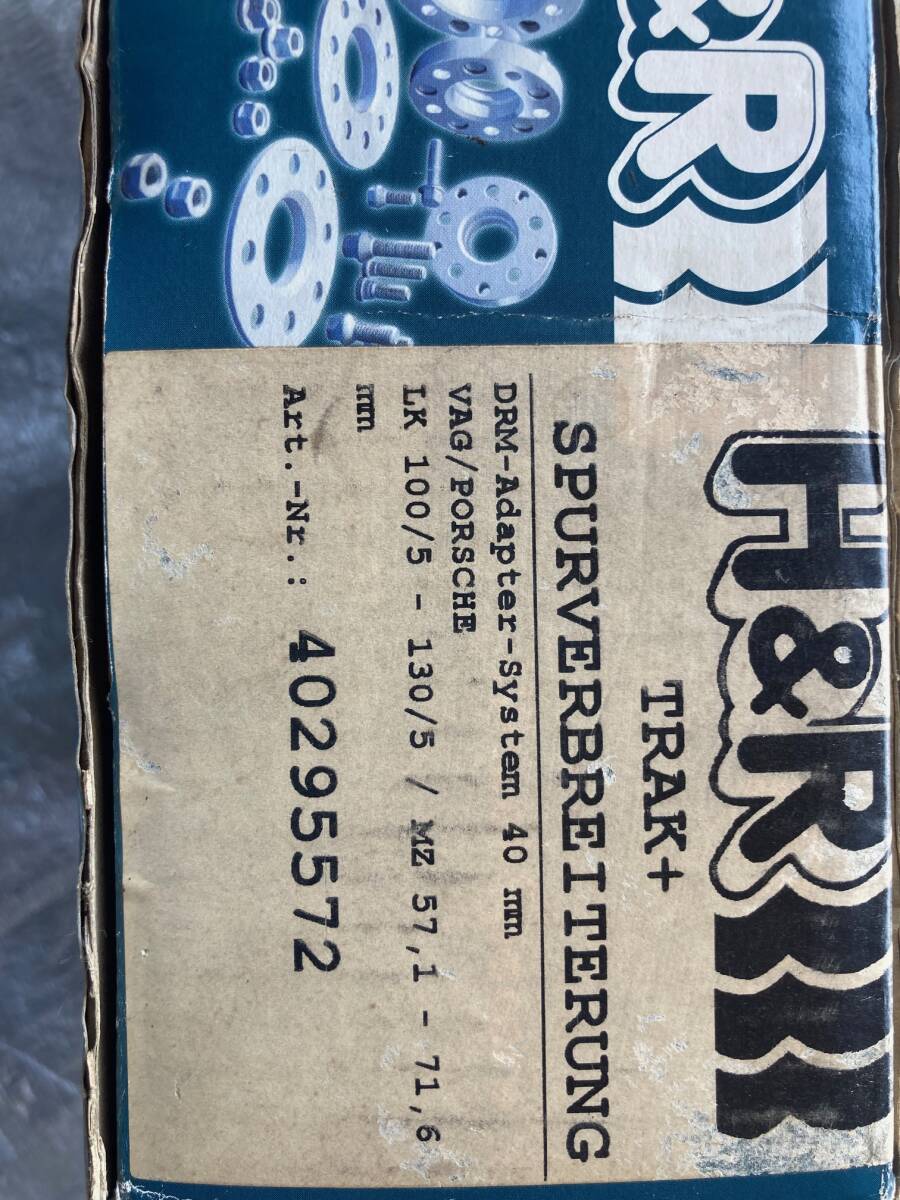 &R
H&R
TRAK+
SPURVERBREITERUNG
DRM-Adapter-System 40 mm
VAG/PORSCHE
LK 100/5 - 130/5 / MZ 57,1 - 71,6
mm
Art.-Nr.: 40295572